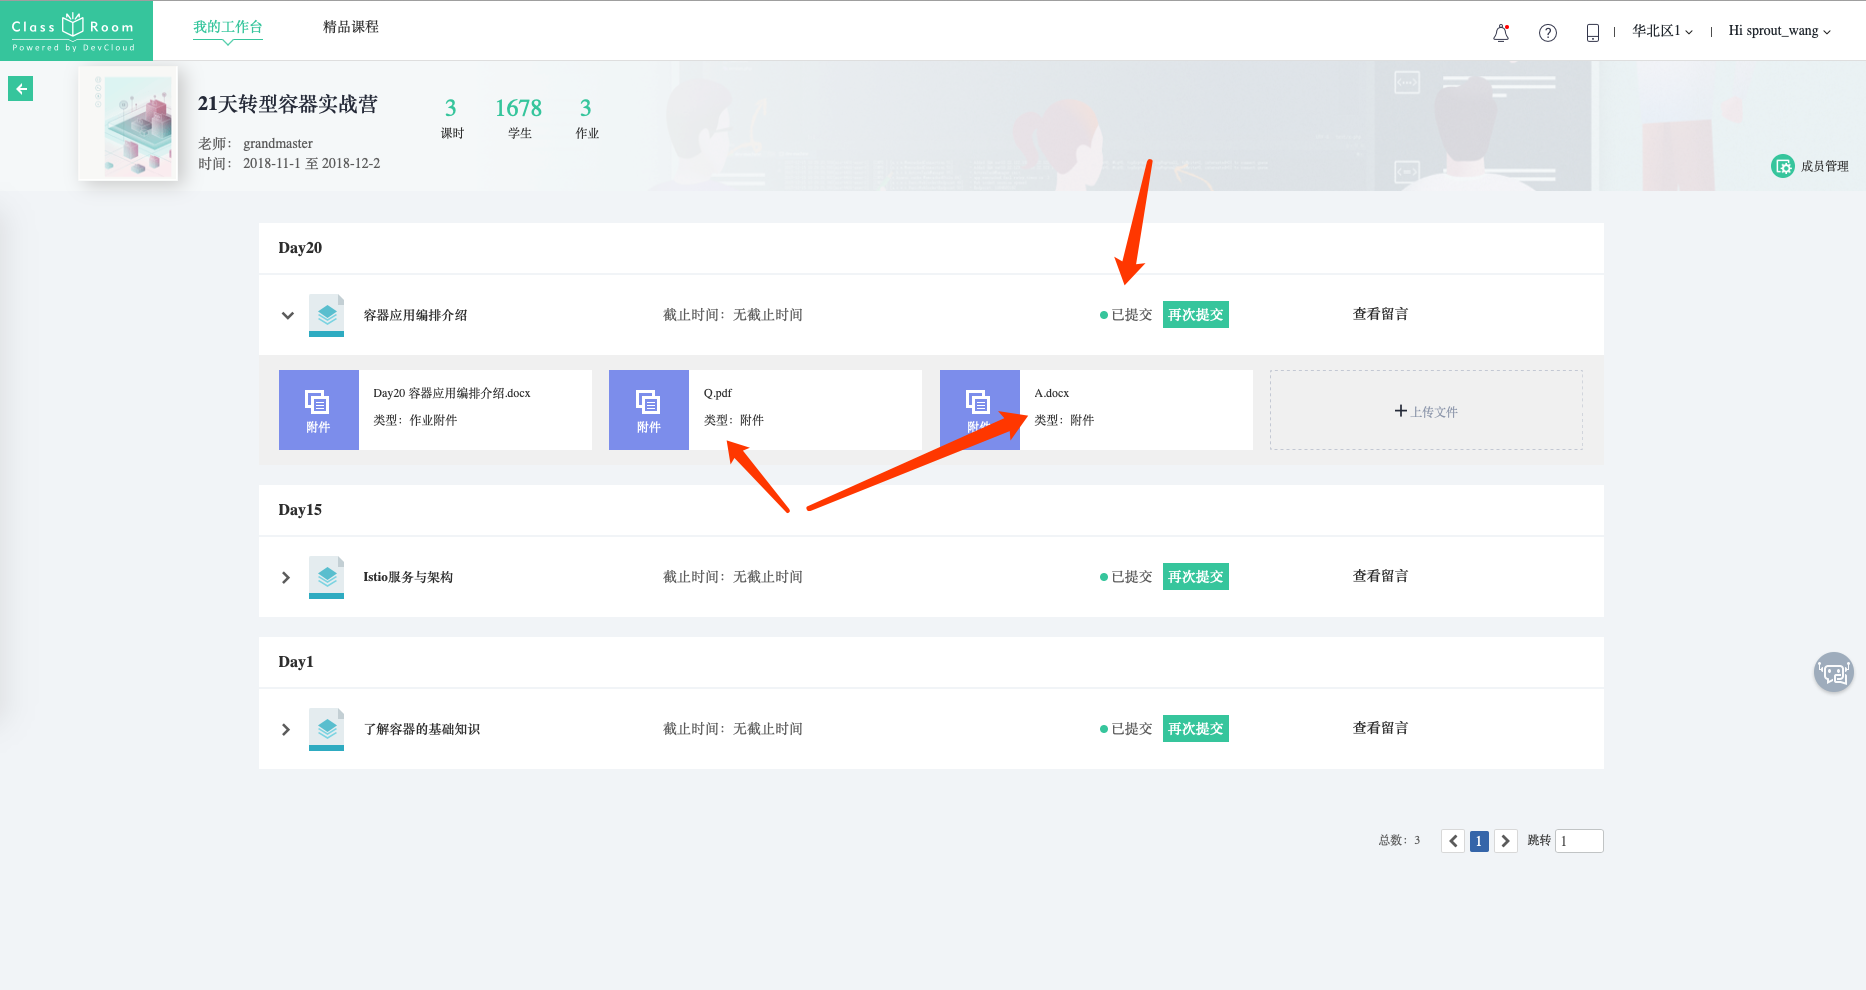 Class Room
Powered by DevCloud
我的工作台
精品课程
华北区1
Hi sprout_wang
21天转型容器实战营
老师： grandmaster
时间： 2018-11-1 至 2018-12-2
3
课时
1678
学生
3
作业
成员管理
Day20
容器应用编排介绍
截止时间：无截止时间
已提交
再次提交
查看留言
附件
Day20 容器应用编排介绍.docx
类型：作业附件
附件
Q.pdf
类型：附件
附件
A.docx
类型：附件
上传文件
Day15
Istio服务与架构
截止时间：无截止时间
已提交
再次提交
查看留言
Day1
了解容器的基础知识
截止时间：无截止时间
已提交
再次提交
查看留言
总数：3
1
跳转
1